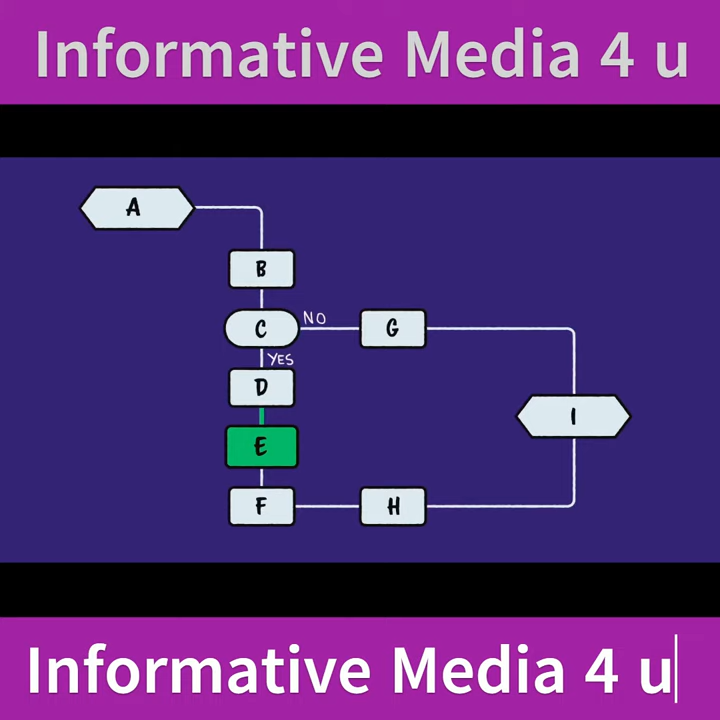 Informative Media 4 u
A
B
C NO G
YES
D
I
E
F H
Informative Media 4 u